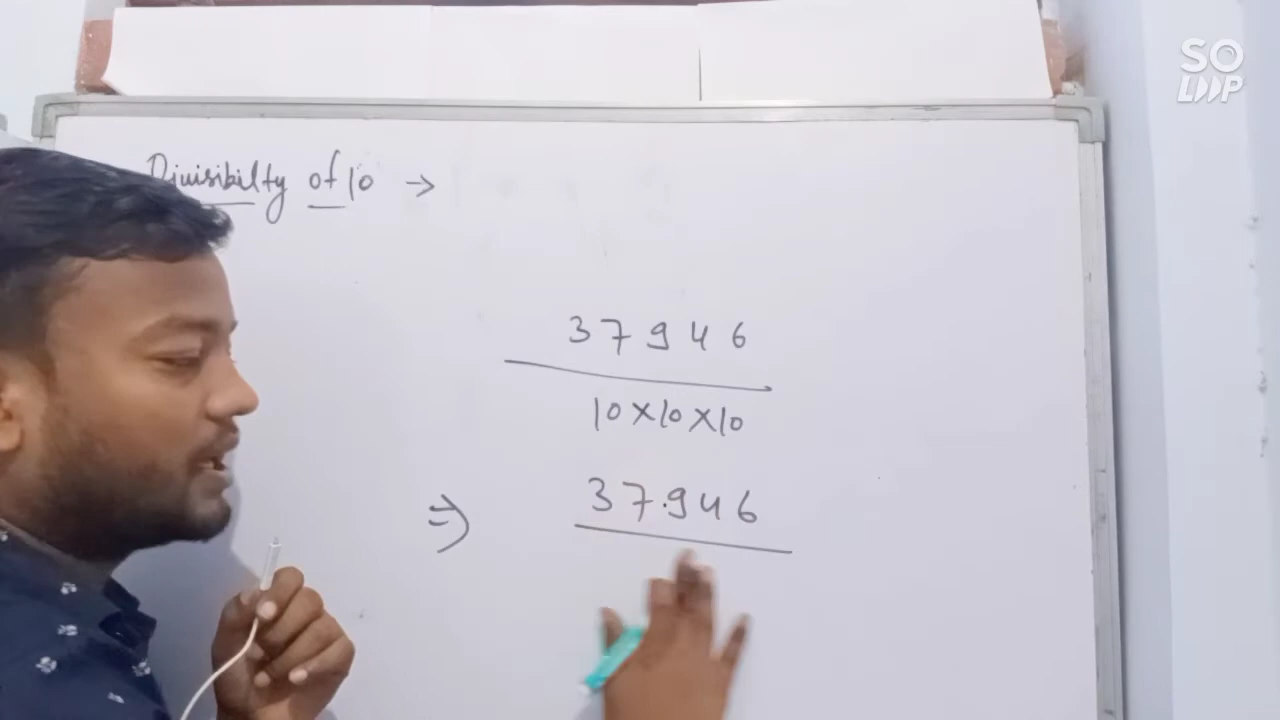 SO
LOOP
Divisibilty of 10 →
37946
10×10×10
⇒ 37.946